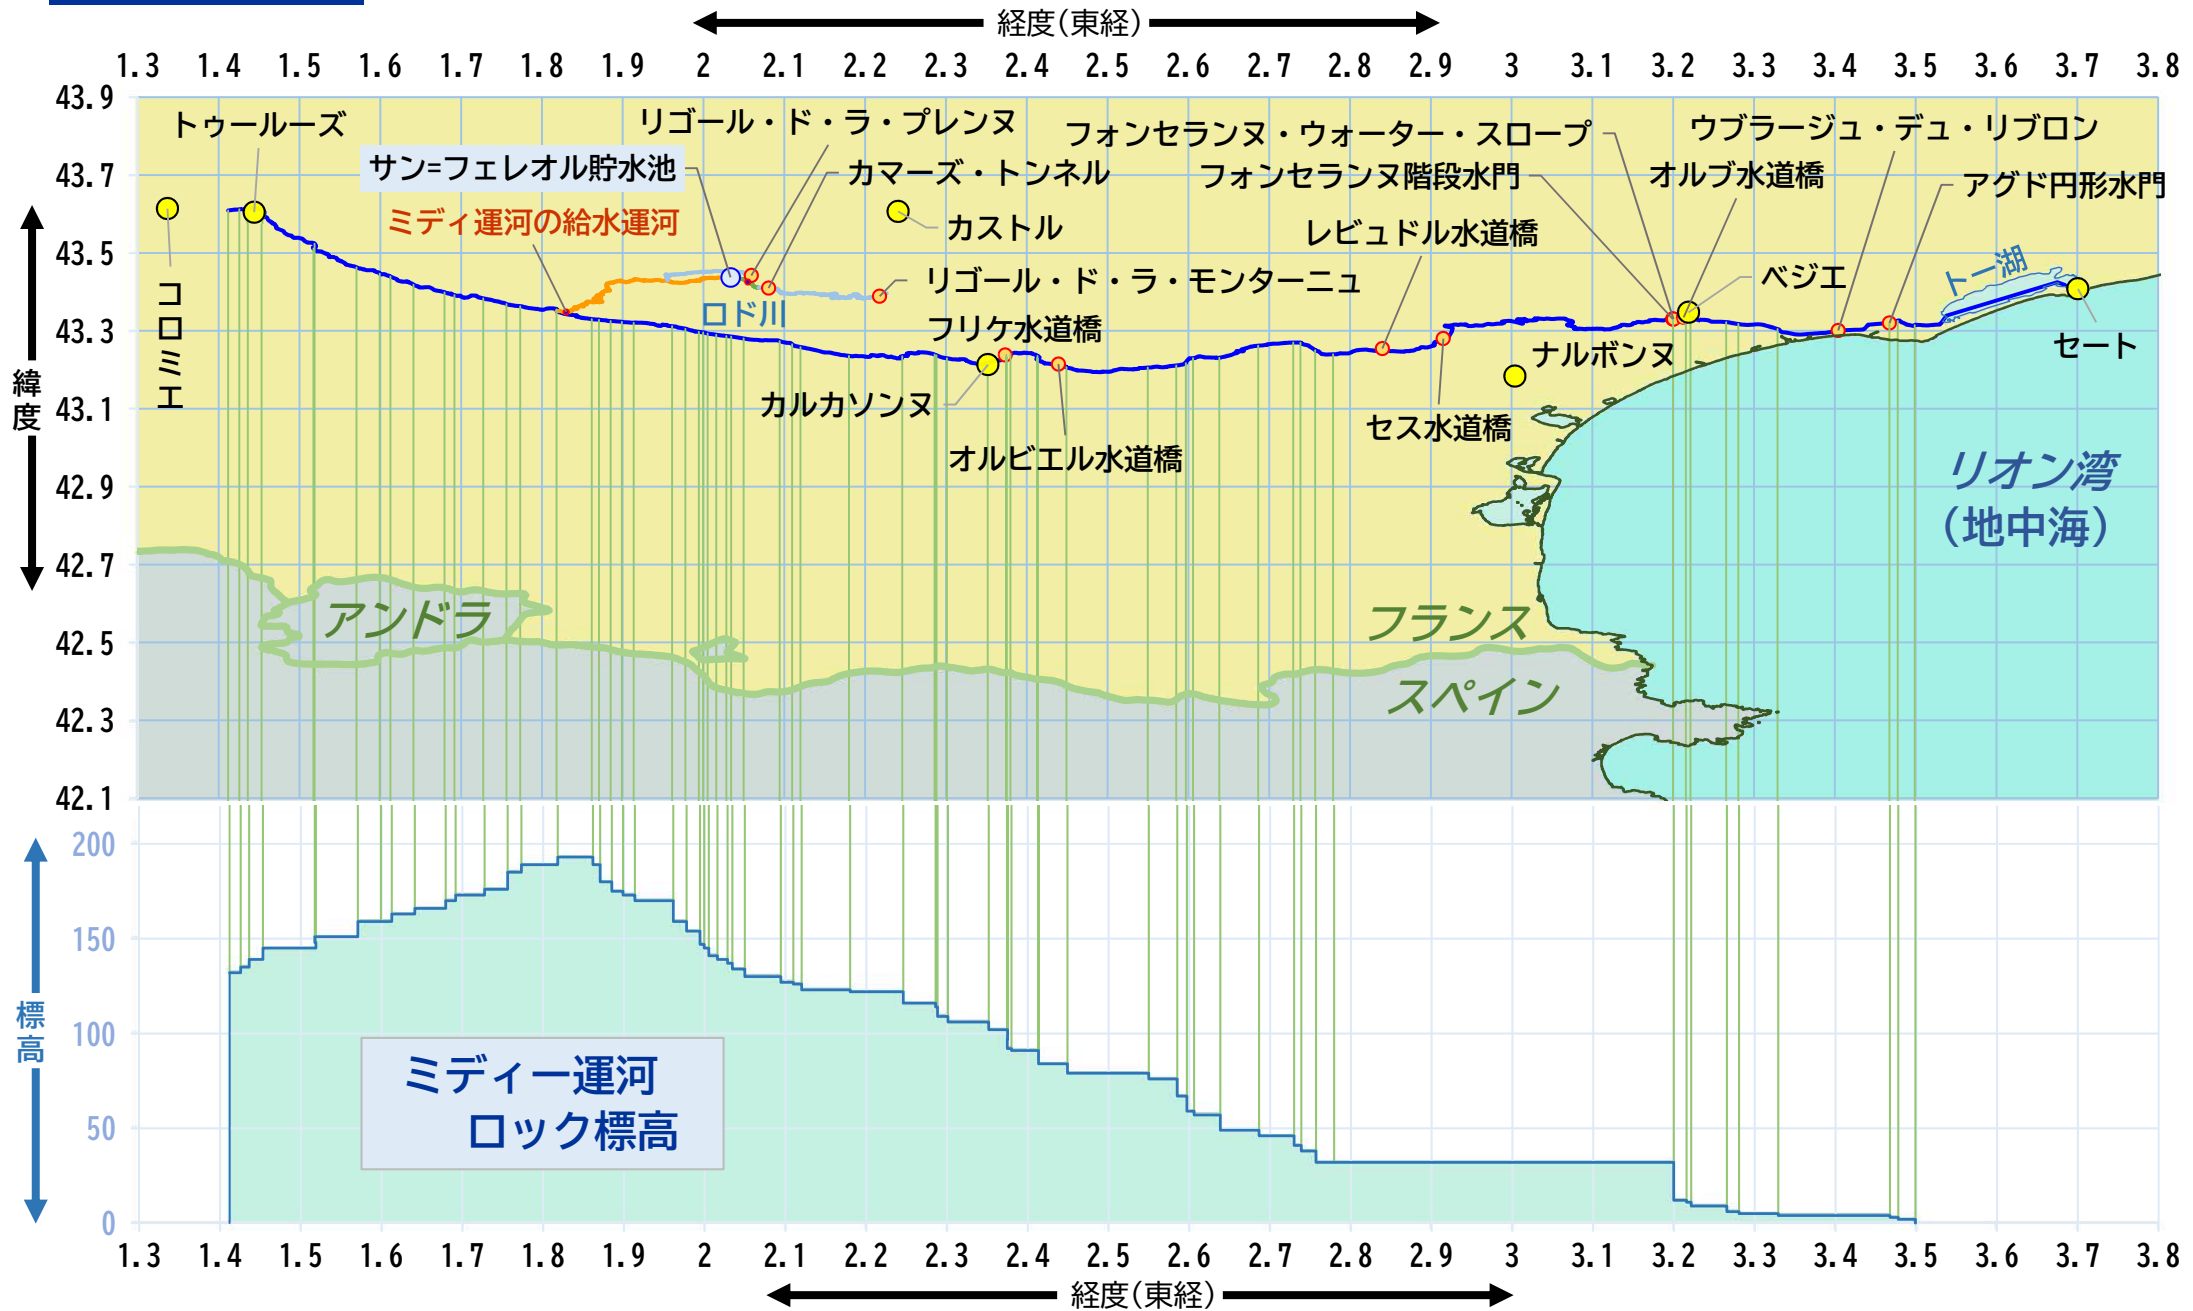 経度(東経)
1.3 1.4 1.5 1.6 1.7 1.8 1.9 2 2.1 2.2 2.3 2.4 2.5 2.6 2.7 2.8 2.9 3 3.1 3.2 3.3 3.4 3.5 3.6 3.7 3.8
43.9
43.7
43.5
43.3
43.1
42.9
42.7
42.5
42.3
42.1
緯度
トゥールーズ
リゴール・ド・ラ・プレンヌ
フォンセランヌ・ウォーター・スロープ
ウブラージュ・デュ・リブロン
サン=フェレオル貯水池
カマーズ・トンネル
フォンセランヌ階段水門
オルブ水道橋
アグド円形水門
ミディ運河の給水運河
カストル
レビュドル水道橋
コロミエ
リゴール・ド・ラ・モンターニュ
ベジエ
トー湖
ロド川
フリケ水道橋
ナルボンヌ
セート
カルカソンヌ
セス水道橋
オルビエル水道橋
リオン湾
(地中海)
アンドラ
フランス
スペイン
標高
200
150
100
50
0
ミディー運河
ロック標高
1.3 1.4 1.5 1.6 1.7 1.8 1.9 2 2.1 2.2 2.3 2.4 2.5 2.6 2.7 2.8 2.9 3 3.1 3.2 3.3 3.4 3.5 3.6 3.7 3.8
経度(東経)